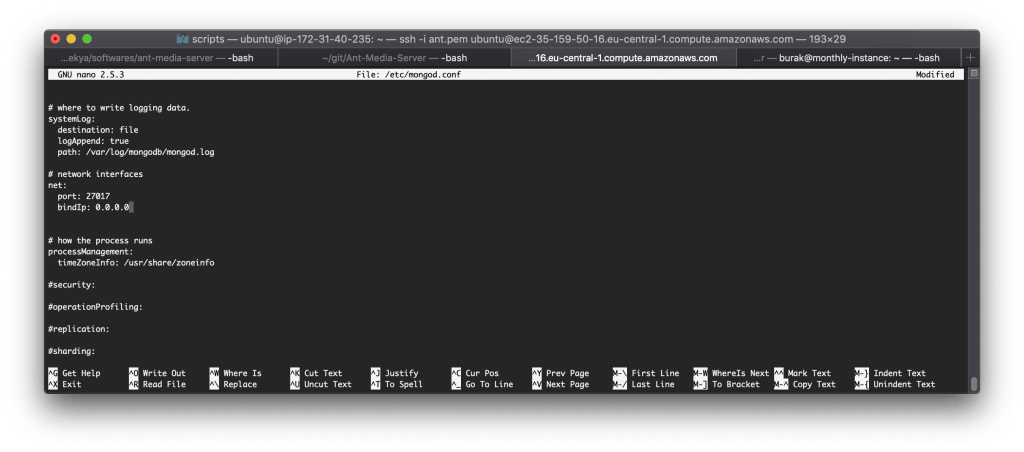 scripts — ubuntu@ip-172-31-40-235: ~ — ssh -i ant.pem ubuntu@ec2-35-159-50-16.eu-central-1.compute.amazonaws.com — 193×29
...ekya/softwares/ant-media-server — -bash ~/git/Ant-Media-Server — -bash ...16.eu-central-1.compute.amazonaws.com ...r — burak@monthly-instance: ~ — -bash +
GNU nano 2.5.3 File: /etc/mongod.conf Modified
# where to write logging data.
systemLog:
  destination: file
  logAppend: true
  path: /var/log/mongodb/mongod.log
# network interfaces
net:
  port: 27017
  bindIp: 0.0.0.0
# how the process runs
processManagement:
  timeZoneInfo: /usr/share/zoneinfo
#security:
#operationProfiling:
#replication:
#sharding:
^G Get Help ^O Write Out ^W Where Is ^K Cut Text ^J Justify ^C Cur Pos ^Y Prev Page M-\ First Line M-W WhereIs Next ^^ Mark Text M-} Indent Text
^X Exit ^R Read File ^\ Replace ^U Uncut Text ^T To Spell ^_ Go To Line ^V Next Page M-/ Last Line M-] To Bracket M-^ Copy Text M-{ Unindent Text